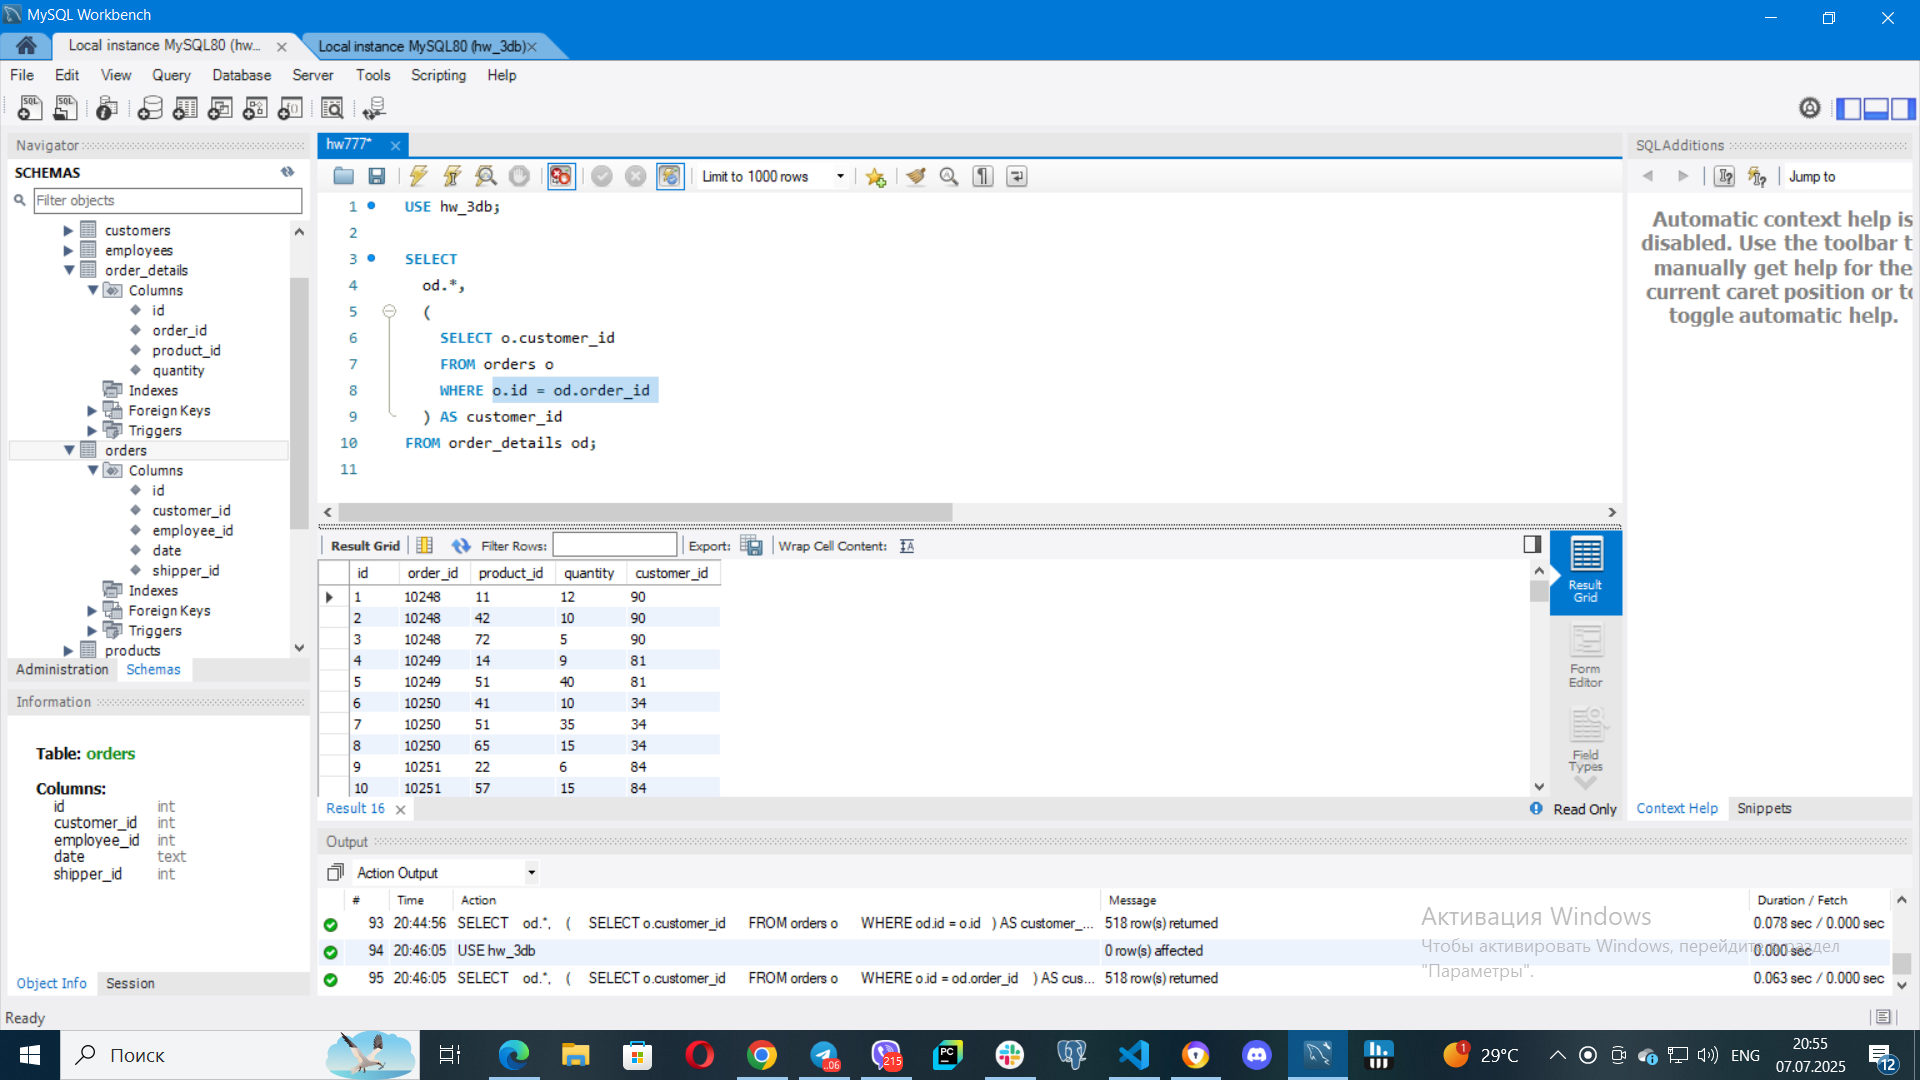 MySQL Workbench
Local instance MySQL80 (hw...
Local instance MySQL80 (hw_3db)
File Edit View Query Database Server Tools Scripting Help
Navigator
SCHEMAS
Filter objects
customers
employees
order_details
Columns
id
order_id
product_id
quantity
Indexes
Foreign Keys
Triggers
orders
Columns
id
customer_id
employee_id
date
shipper_id
Indexes
Foreign Keys
Triggers
products
Administration Schemas
Information
Table: orders
Columns:
id int
customer_id int
employee_id int
date text
shipper_id int
Object Info Session
Ready
hw777*
Limit to 1000 rows
1 USE hw_3db;
2
3 SELECT
4 od.*,
5 (
6 SELECT o.customer_id
7 FROM orders o
8 WHERE o.id = od.order_id
9 ) AS customer_id
10 FROM order_details od;
11
Result Grid Filter Rows: Export: Wrap Cell Content:
id order_id product_id quantity customer_id
1 10248 11 12 90
2 10248 42 10 90
3 10248 72 5 90
4 10249 14 9 81
5 10249 51 40 81
6 10250 41 10 34
7 10250 51 35 34
8 10250 65 15 34
9 10251 22 6 84
10 10251 57 15 84
Result Grid
Form Editor
Field Types
Result 16
Read Only
SQLAdditions
Jump to
Automatic context help is
disabled. Use the toolbar t
manually get help for the
current caret position or to
toggle automatic help.
Context Help Snippets
Output
Action Output
# Time Action Message Duration / Fetch
93 20:44:56 SELECT od.*, ( SELECT o.customer_id FROM orders o WHERE od.id = o.id ) AS customer_... 518 row(s) returned 0.078 sec / 0.000 sec
94 20:46:05 USE hw_3db 0 row(s) affected 0.000 sec
95 20:46:05 SELECT od.*, ( SELECT o.customer_id FROM orders o WHERE o.id = od.order_id ) AS cus... 518 row(s) returned 0.063 sec / 0.000 sec
Активация Windows
Чтобы активировать Windows, перейдите в раздел
"Параметры".
Поиск
..06
215
PC
1
29°C
ENG
20:55
07.07.2025
12